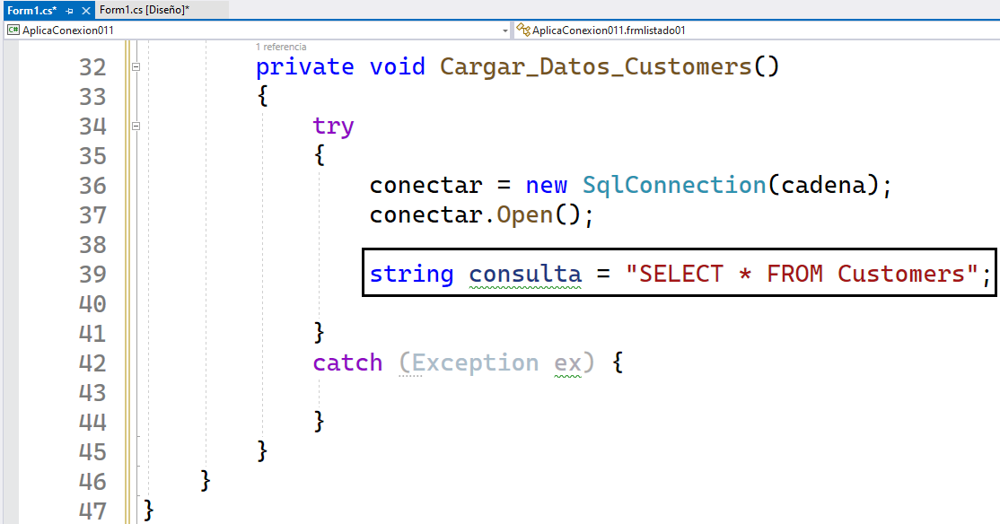 Form1.cs* Form1.cs [Diseño]*
AplicaConexion011 AplicaConexion011.frmlistado01
1 referencia
32 private void Cargar_Datos_Customers()
33 {
34 try
35 {
36 conectar = new SqlConnection(cadena);
37 conectar.Open();
38
39 string consulta = "SELECT * FROM Customers";
40
41 }
42 catch (Exception ex) {
43
44 }
45 }
46 }
47 }